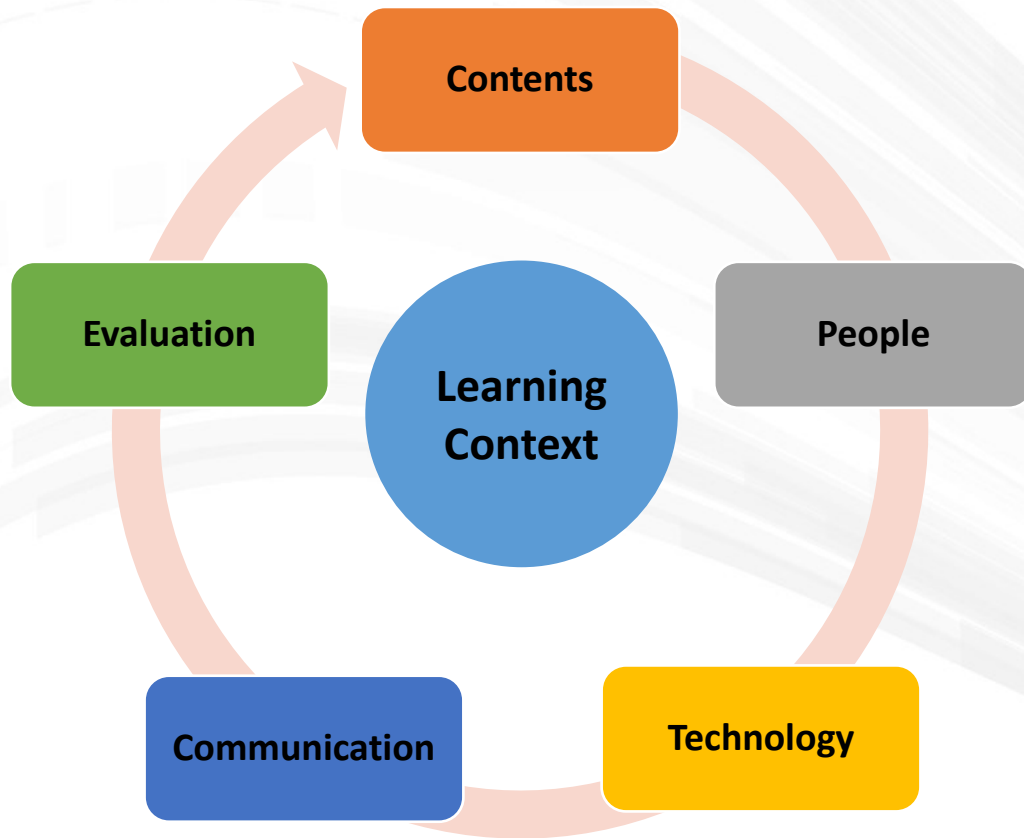 Contents
People
Evaluation
Learning
Context
Technology
Communication